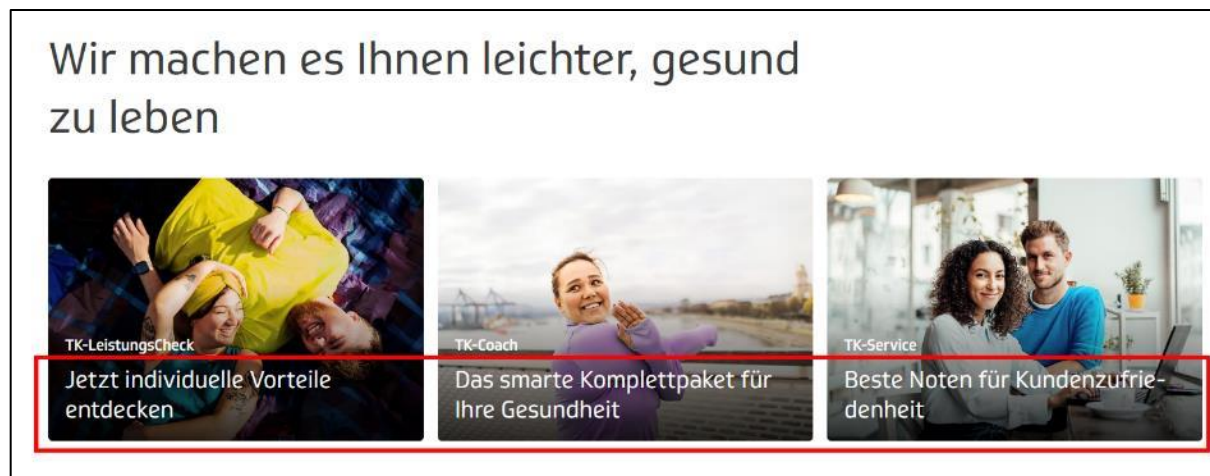 Wir machen es Ihnen leichter, gesund
zu leben
TK-LeistungsCheck
Jetzt individuelle Vorteile
entdecken
TK-Coach
Das smarte Komplettpaket für
Ihre Gesundheit
TK-Service
Beste Noten für Kundenzufrie-
denheit